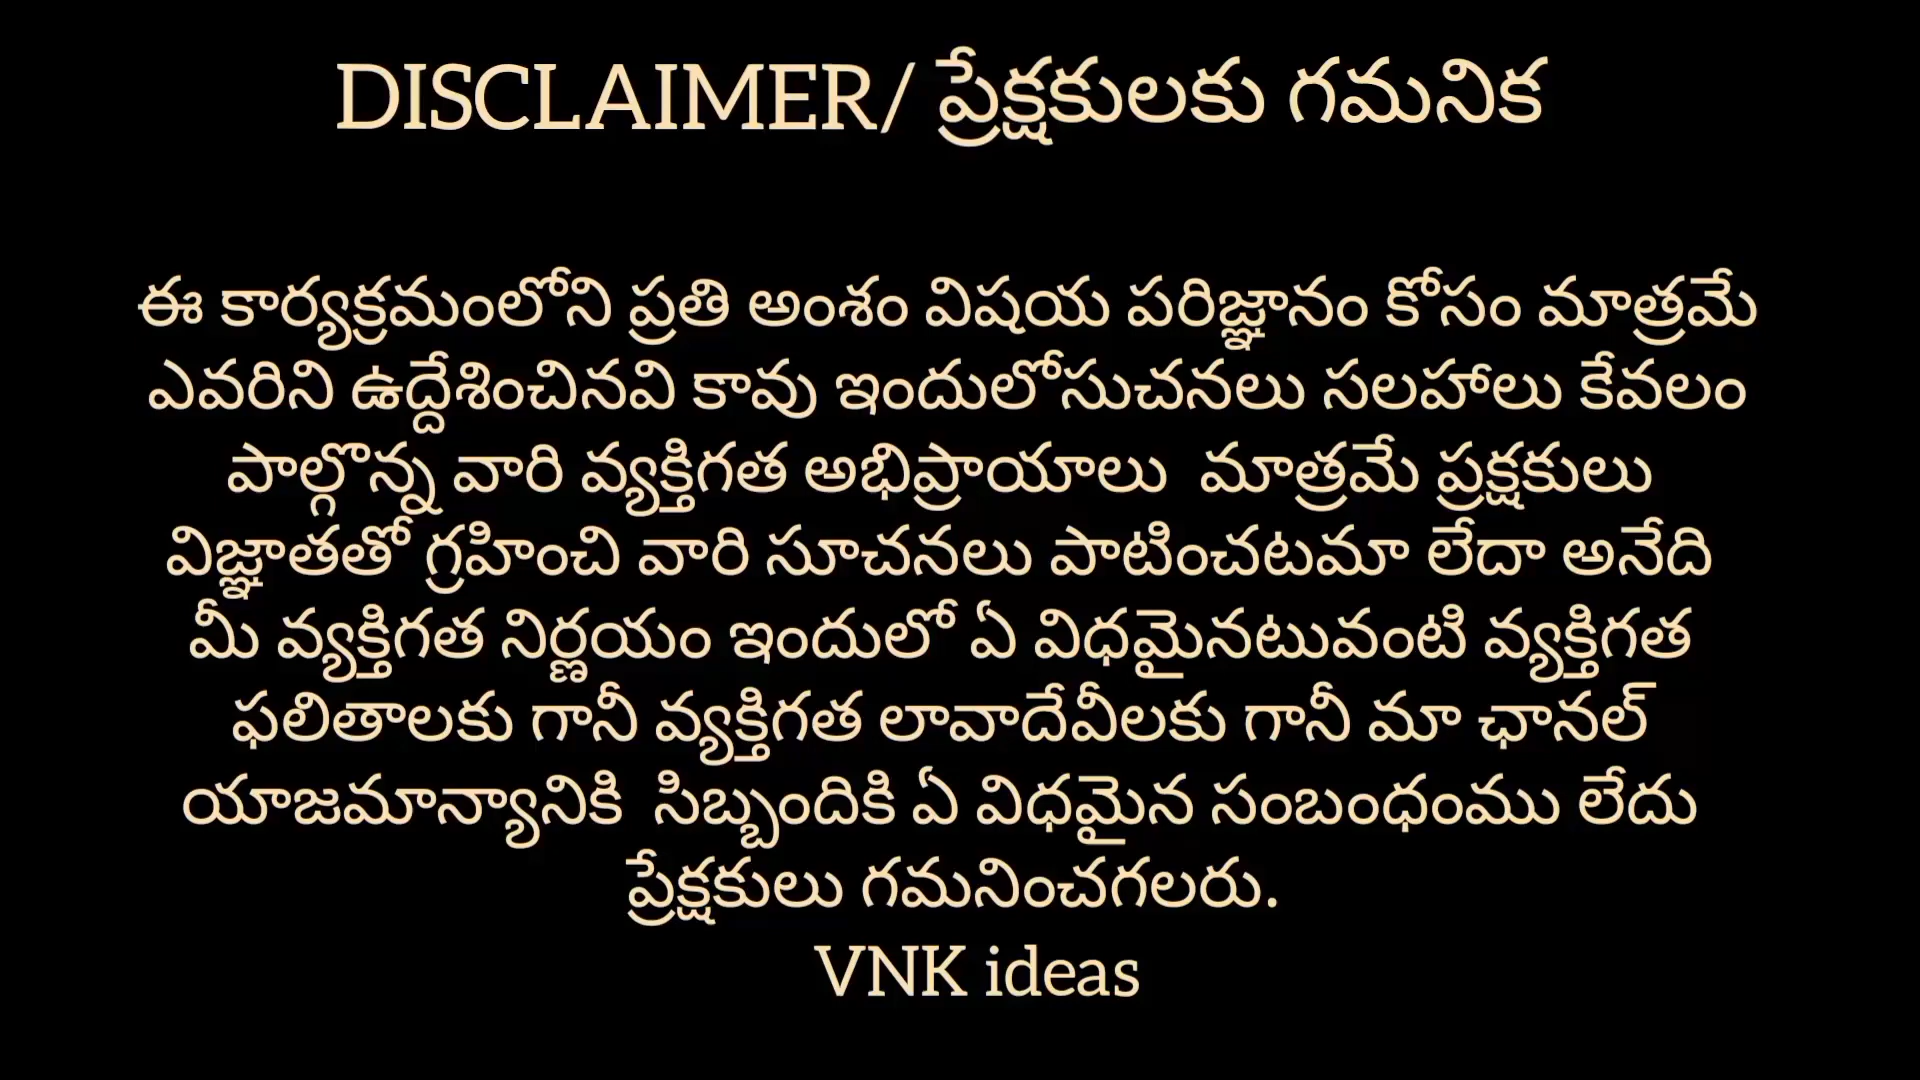 DISCLAIMER/ ప్రేక్షకులకు గమనిక
ఈ కార్యక్రమంలోని ప్రతి అంశం విషయ పరిజ్ఞానం కోసం మాత్రమే
ఎవరిని ఉద్దేశించినవి కావు ఇందులోసుచనలు సలహాలు కేవలం
పాల్గొన్న వారి వ్యక్తిగత అభిప్రాయాలు మాత్రమే ప్రక్షకులు
విజ్ఞాతతో గ్రహించి వారి సూచనలు పాటించటమా లేదా అనేది
మీ వ్యక్తిగత నిర్ణయం ఇందులో ఏ విధమైనటువంటి వ్యక్తిగత
ఫలితాలకు గానీ వ్యక్తిగత లావాదేవీలకు గానీ మా ఛానల్
యాజమాన్యానికి సిబ్బందికి ఏ విధమైన సంబంధంము లేదు
ప్రేక్షకులు గమనించగలరు.
VNK ideas